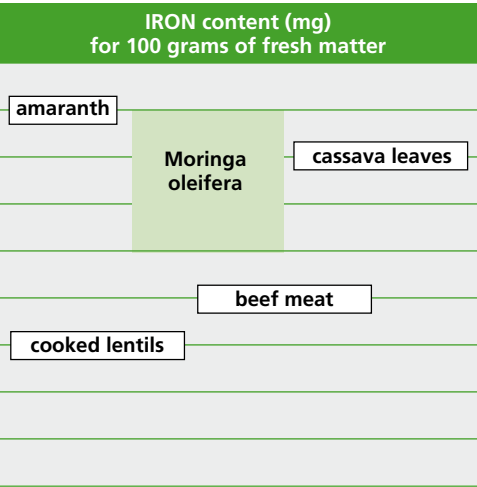 IRON content (mg)
for 100 grams of fresh matter
amaranth
Moringa
oleifera
cassava leaves
beef meat
cooked lentils